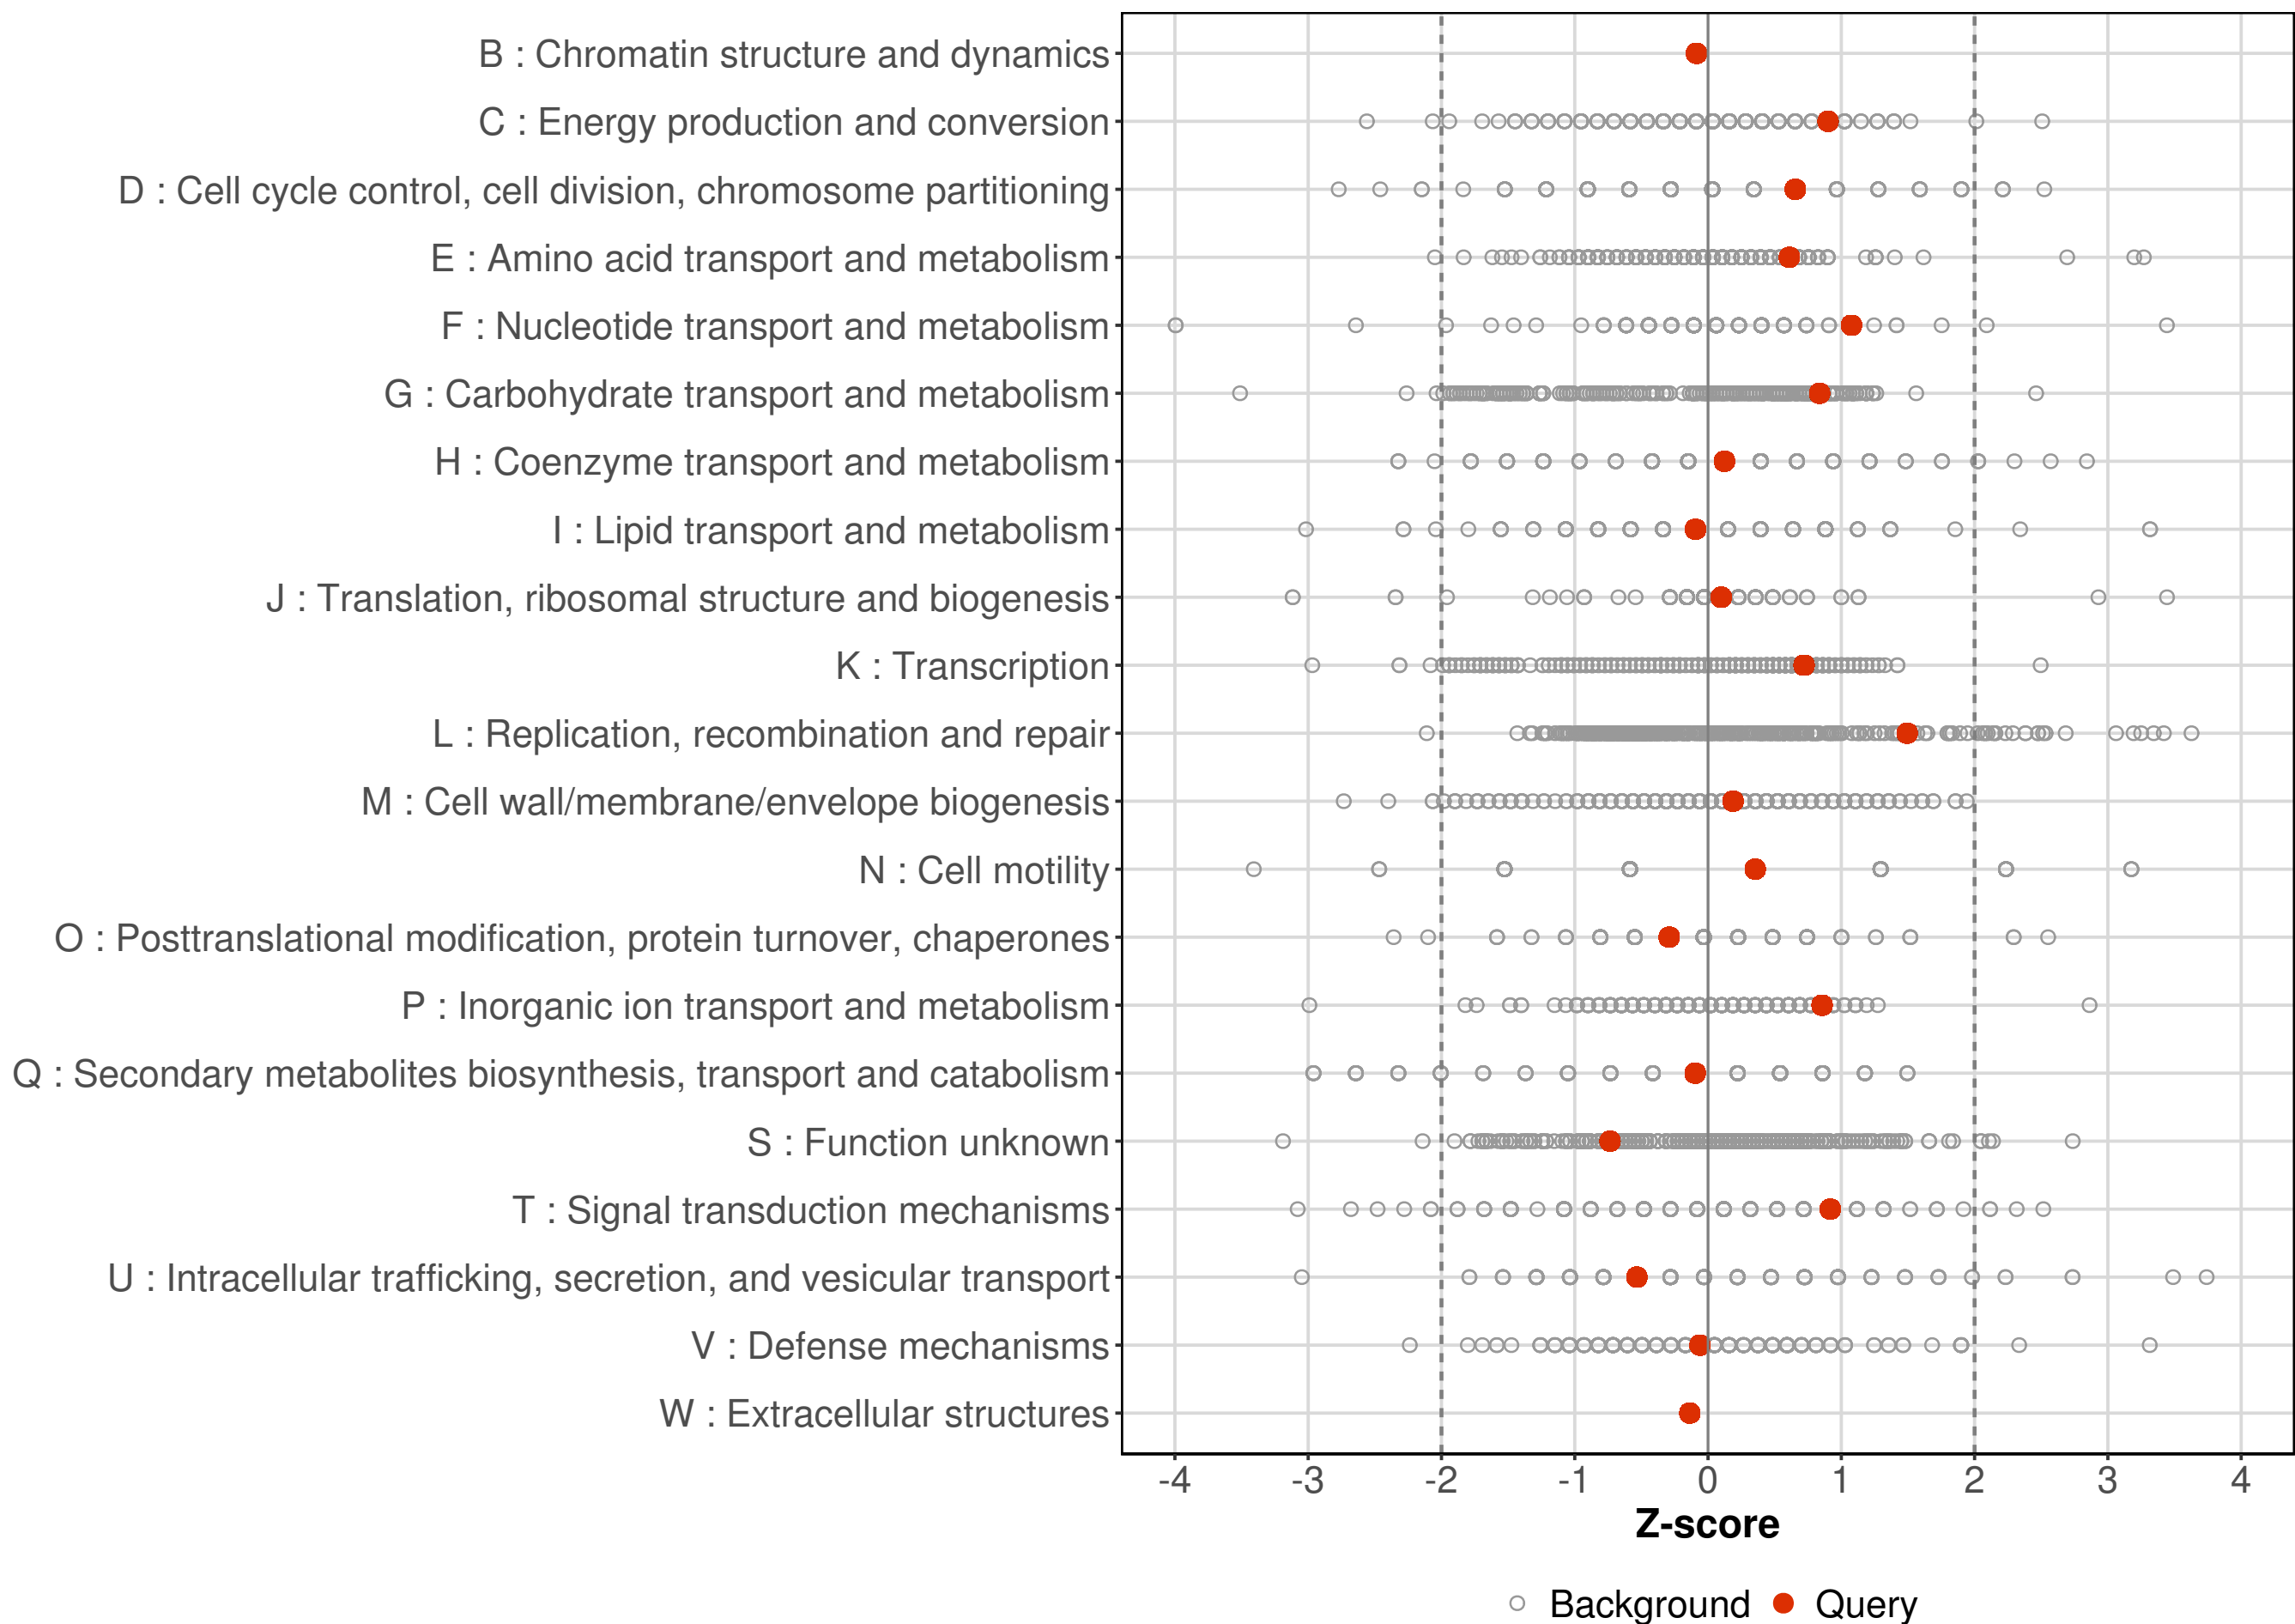 B : Chromatin structure and dynamics
C : Energy production and conversion
D : Cell cycle control, cell division, chromosome partitioning
E : Amino acid transport and metabolism
F : Nucleotide transport and metabolism
G : Carbohydrate transport and metabolism
H : Coenzyme transport and metabolism
I : Lipid transport and metabolism
J : Translation, ribosomal structure and biogenesis
K : Transcription
L : Replication, recombination and repair
M : Cell wall/membrane/envelope biogenesis
N : Cell motility
O : Posttranslational modification, protein turnover, chaperones
P : Inorganic ion transport and metabolism
Q : Secondary metabolites biosynthesis, transport and catabolism
S : Function unknown
T : Signal transduction mechanisms
U : Intracellular trafficking, secretion, and vesicular transport
V : Defense mechanisms
W : Extracellular structures
-4 -3 -2 -1 0 1 2 3 4
Z-score
Background Query